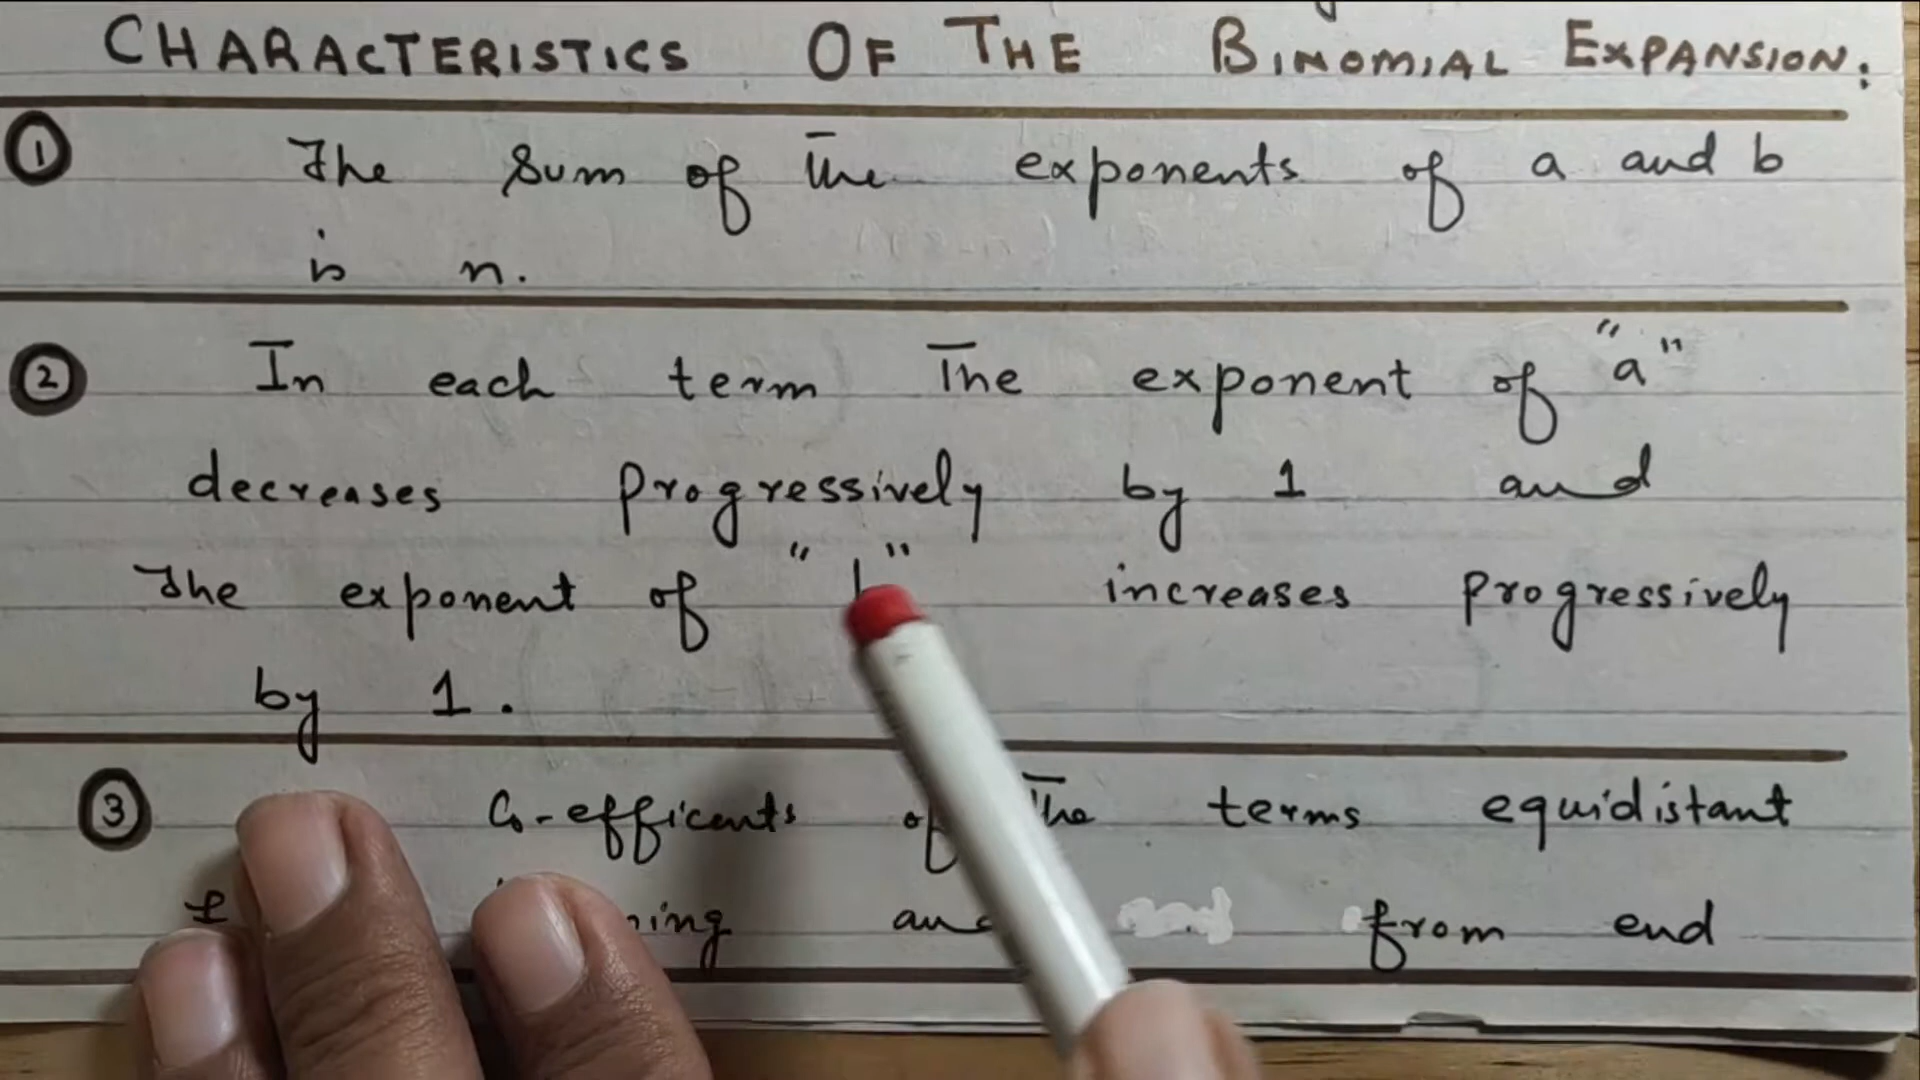 CHARACTERISTICS OF THE BINOMIAL EXPANSION:
1 The Sum of The exponents of a and b
is n.
2 In each term The exponent of "a"
decreases progressively by 1 and
The exponent of "b" increases progressively
by 1.
3 Co-efficents of The terms equidistant
and from end